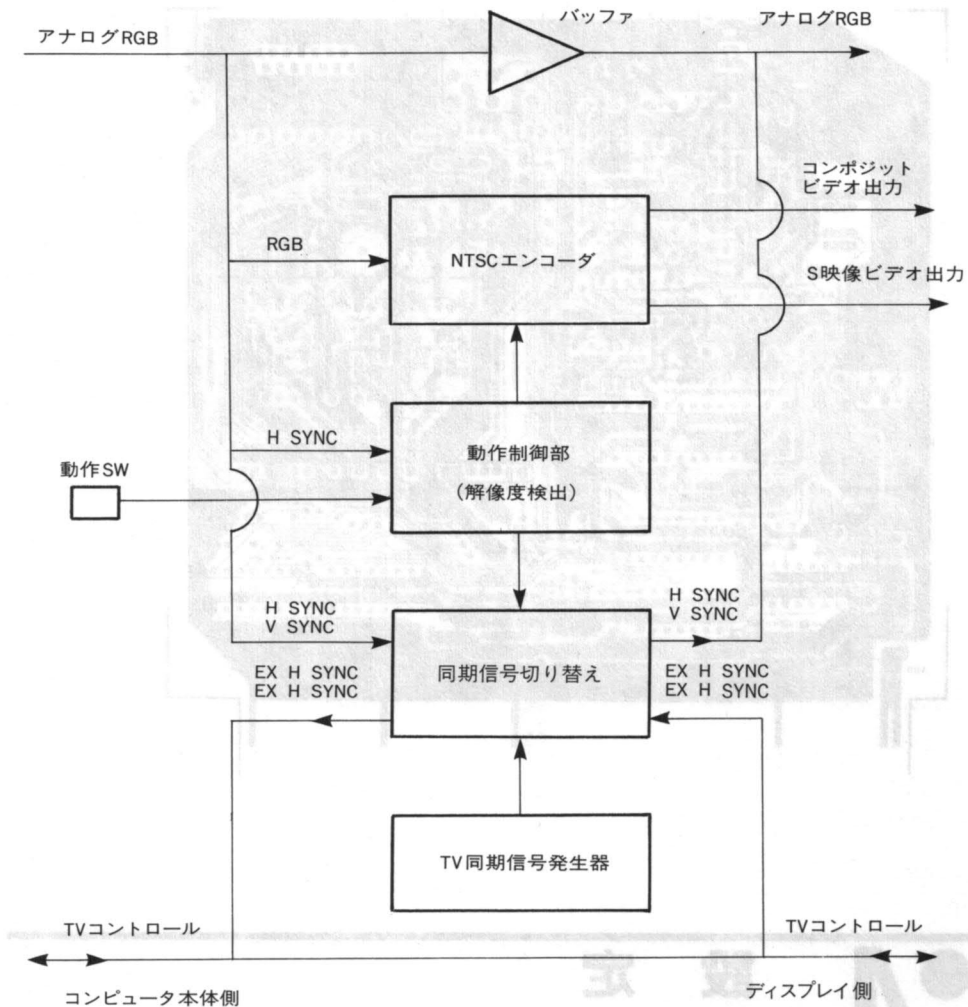 バッファ
アナログRGB
アナログRGB
コンポジット
ビデオ出力
RGB
NTSCエンコーダ
S映像ビデオ出力
H SYNC
動作制御部
(解像度検出)
動作SW
H SYNC
V SYNC
H SYNC
V SYNC
EX H SYNC
EX H SYNC
同期信号切り替え
EX H SYNC
EX H SYNC
TV同期信号発生器
TVコントロール
TVコントロール
設定
コンピュータ本体側
ディスプレイ側